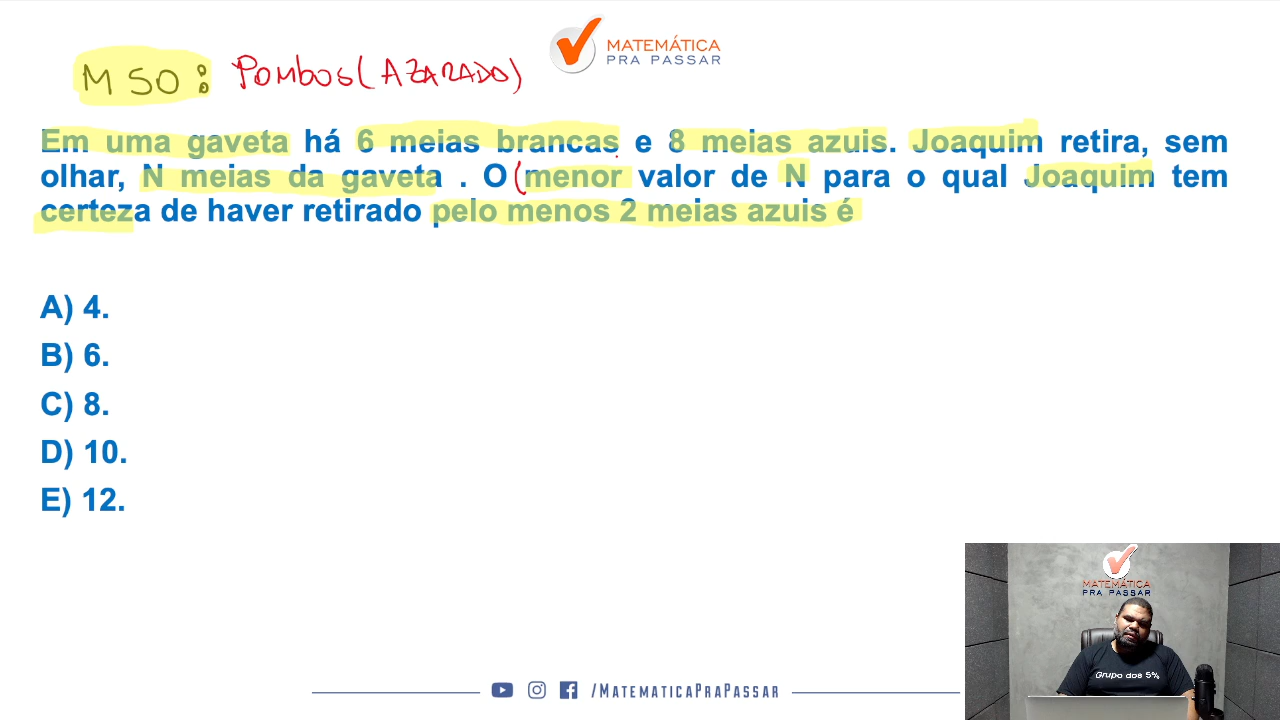 MATEMÁTICA
PRA PASSAR
MSO: POMBOS (AZARADO)
Em uma gaveta há 6 meias brancas e 8 meias azuis. Joaquim retira, sem
olhar, N meias da gaveta . O (menor valor de N para o qual Joaquim tem
certeza de haver retirado pelo menos 2 meias azuis é
A) 4.
B) 6.
C) 8.
D) 10.
E) 12.
MATEMÁTICA
PRA PASSAR
Grupo dos 5%
/MATEMATICAPRAPASSAR